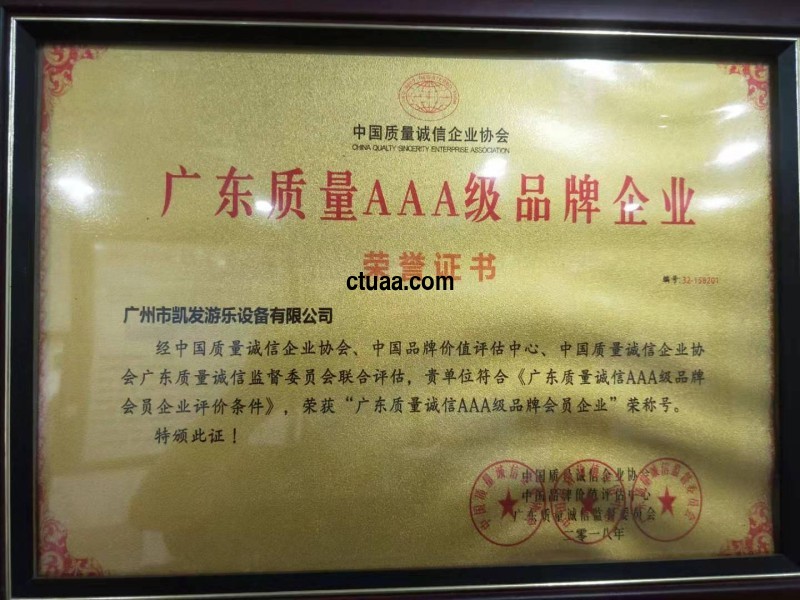 中国质量诚信企业协会
CHINA QUALTY SINCERITY ENTERPRISE ASSOCIATION
广东质量AAA级品牌企业
荣誉证书
ctuaa.com
编号:
广州市凯发游乐设备有限公司
经中国质量诚信企业协会、中国品牌价值评估中心、中国质量诚信企业协
会广东质量诚信监督委员会联合评估，贵单位符合《广东质量诚信AAA级品牌
会员企业评价条件》，荣获“广东质量诚信AAA级品牌会员企业”荣称号。
特颁此证！
中国质量诚信企业协会
中国品牌价值评估中心
广东质量诚信监督委员会
二零一八年